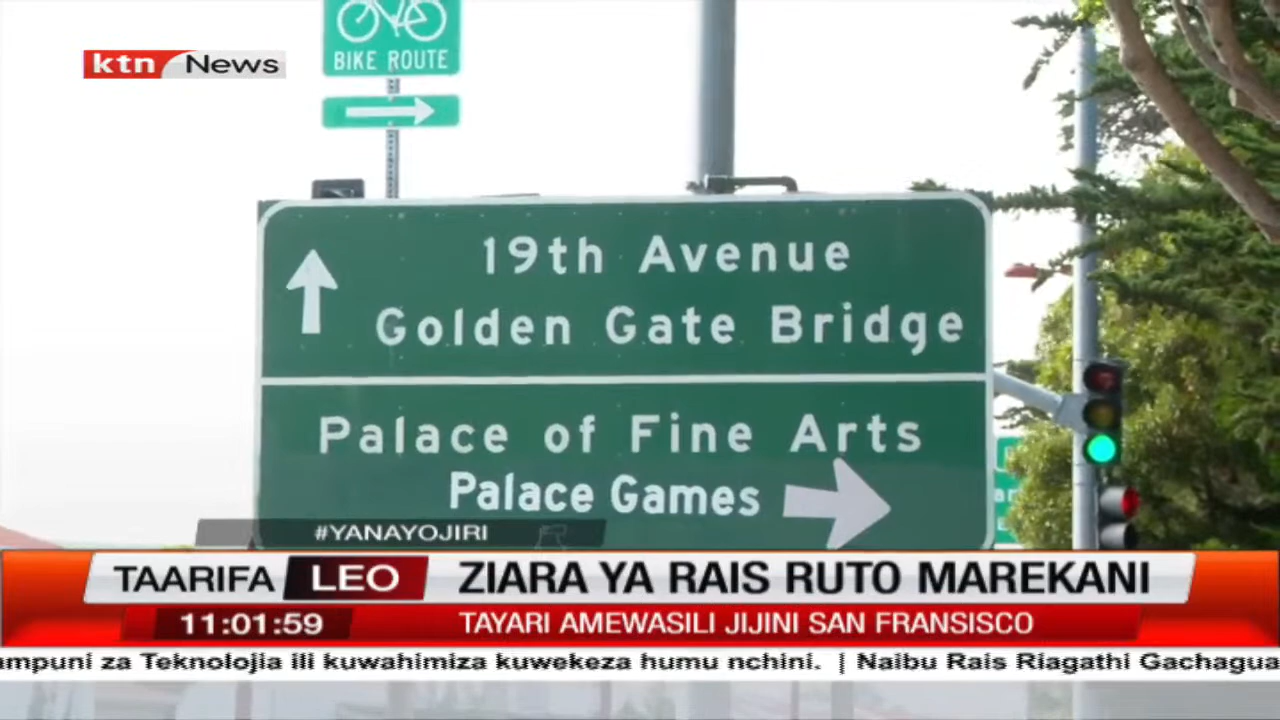 BIKE ROUTE
ktn News
19th Avenue
Golden Gate Bridge
Palace of Fine Arts
Palace Games
#YANAYOJIRI
TAARIFA LEO
ZIARA YA RAIS RUTO MAREKANI
11:01:59
TAYARI AMEWASILI JIJINI SAN FRANSISCO
ampuni za Teknolojia ili kuwahimiza kuwekeza humu nchini. | Naibu Rais Riagathi Gachagua